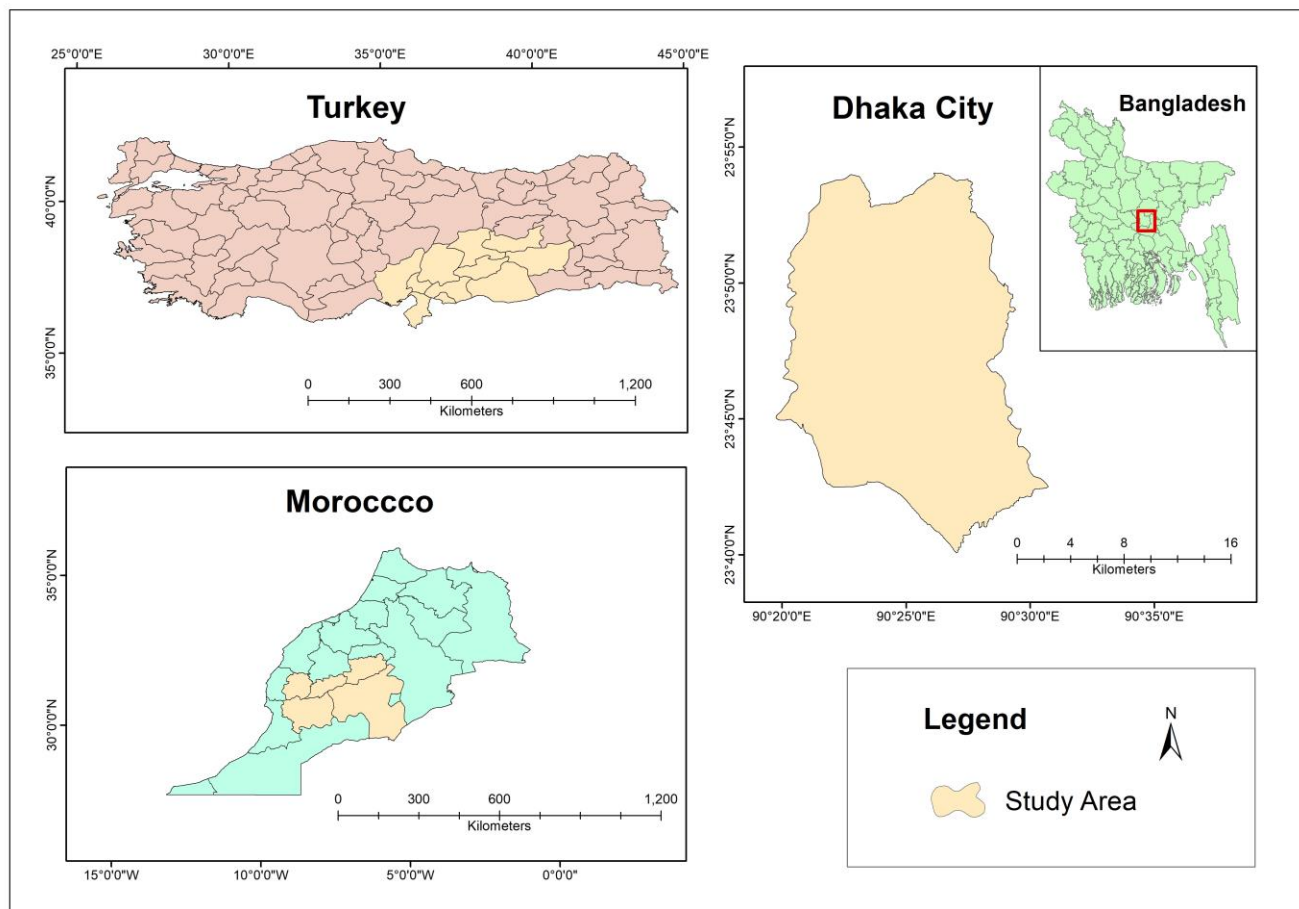 25°0'0"E 30°0'0"E 35°0'0"E 40°0'0"E 45°0'0"E
Turkey
40°0'0"N
35°0'0"N
0 300 600 1,200
Kilometers
Moroccco
35°0'0"N
30°0'0"N
0 300 600 1,200
Kilometers
15°0'0"W 10°0'0"W 5°0'0"W 0°0'0"
Dhaka City
Bangladesh
23°55'0"N
23°50'0"N
23°45'0"N
23°40'0"N
0 4 8 16
Kilometers
90°20'0"E 90°25'0"E 90°30'0"E 90°35'0"E
Legend
N
Study Area